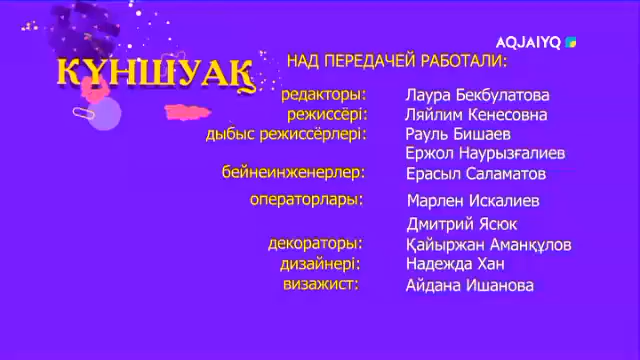 AQJAIYQ
КҮНШУАҚ
НАД ПЕРЕДАЧЕЙ РАБОТАЛИ:
редакторы: Лаура Бекбулатова
режиссёрі: Ляйлим Кенесовна
дыбыс режиссёрлері: Рауль Бишаев
Ержол Наурызғалиев
бейнеинженерлер: Ерасыл Саламатов
операторлары: Марлен Искалиев
Дмитрий Ясюк
декораторы: Қайыржан Аманқұлов
дизайнері: Надежда Хан
визажист: Айдана Ишанова